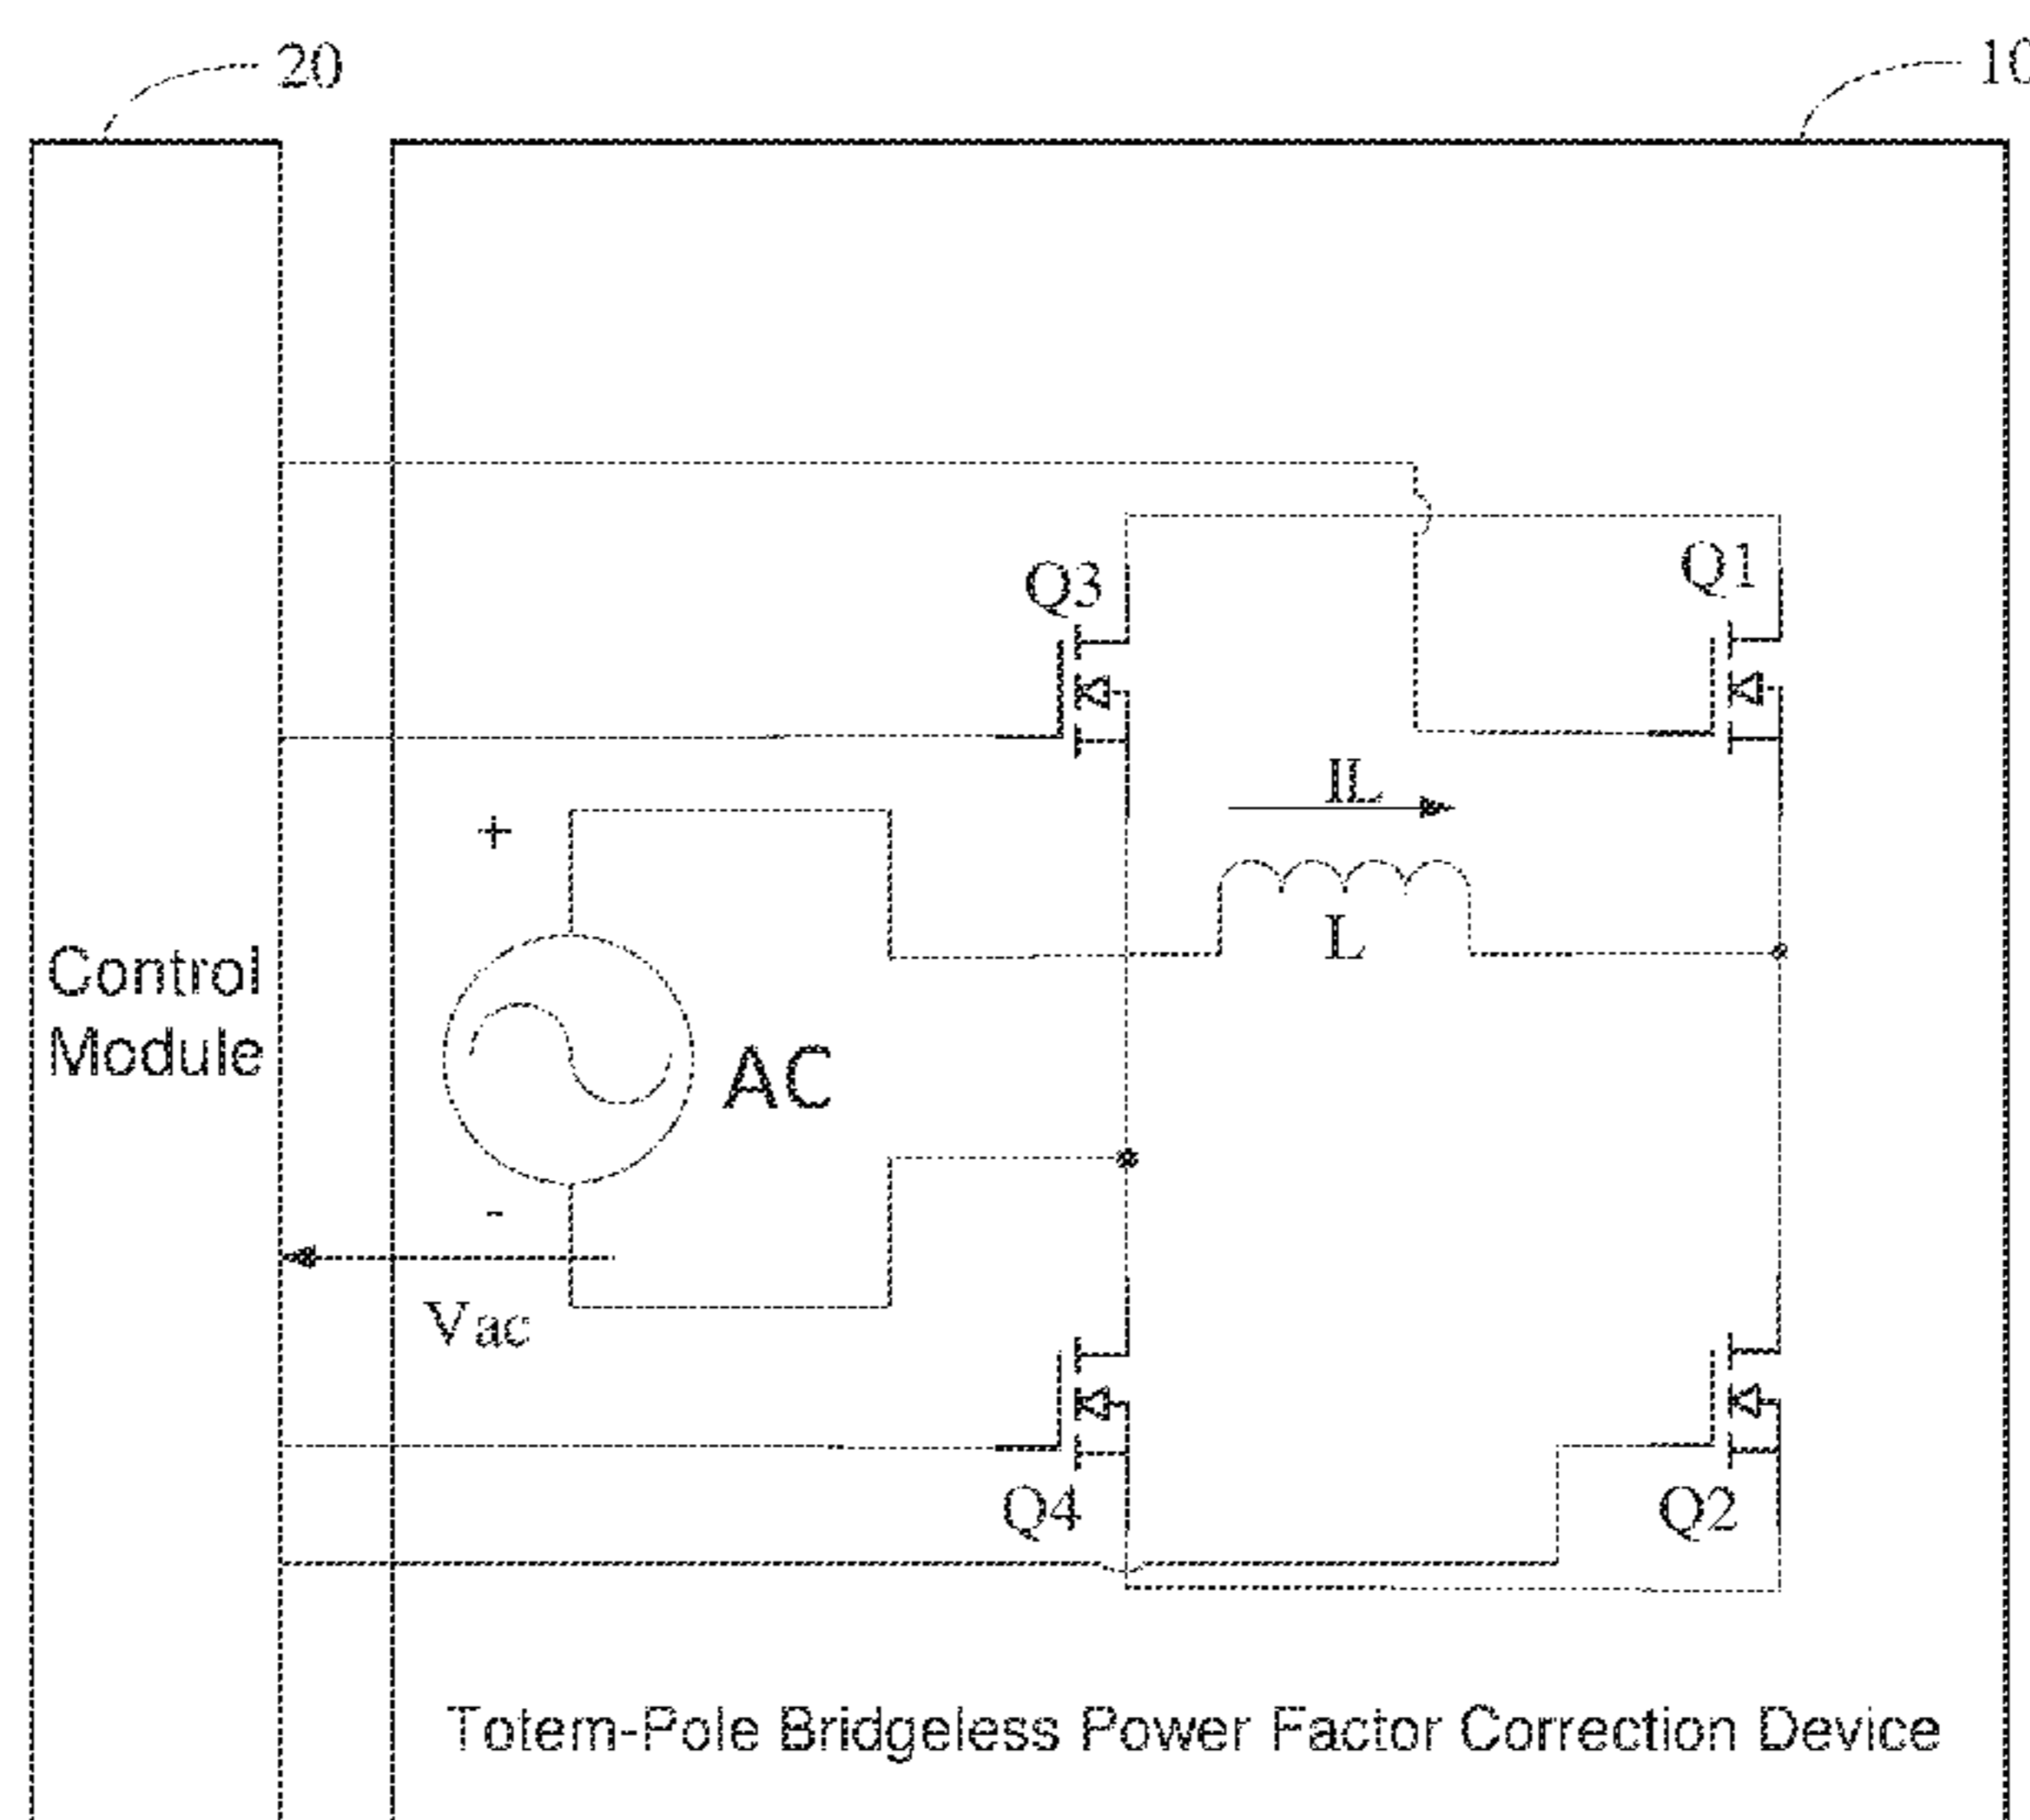 20
10
Q3
Q1
IL
+
L
Control
Module
AC
-
Vac
Q4
Q2
Totem-Pole Bridgeless Power Factor Correction Device